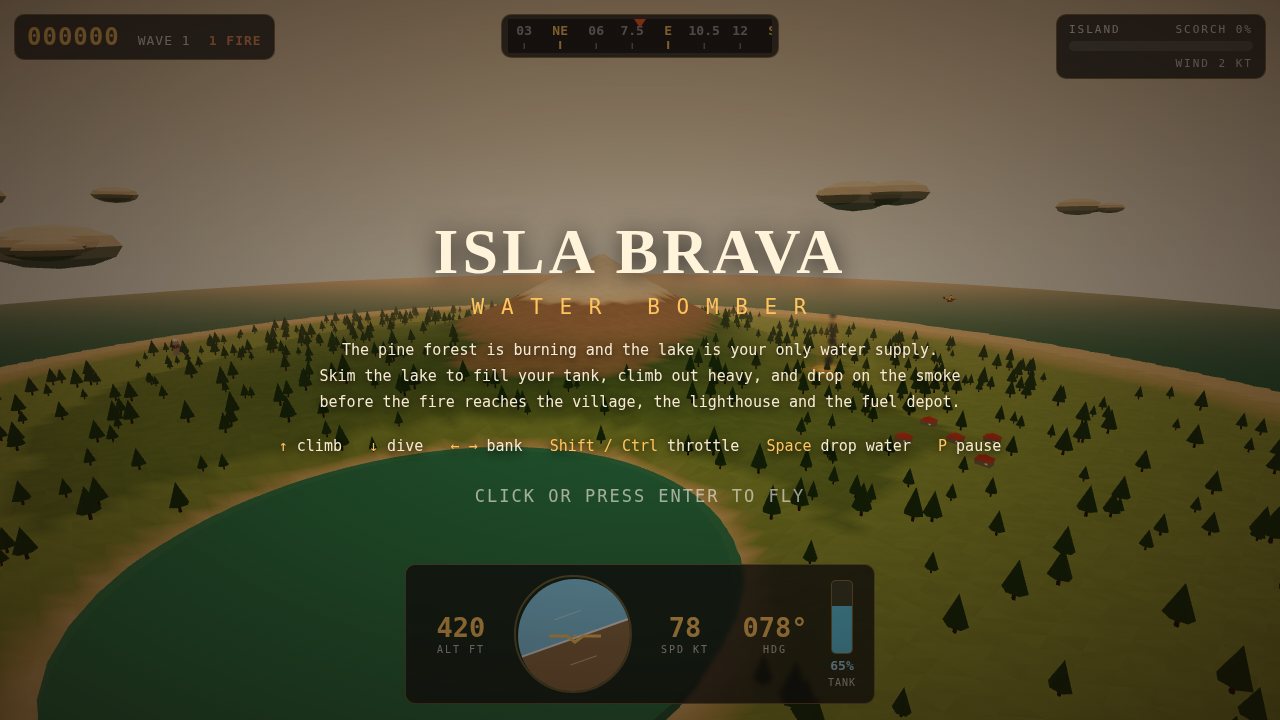 000000 WAVE 1 1 FIRE
03 NE 06 7.5 E 10.5 12
ISLAND SCORCH 0%
WIND 2 KT
ISLA BRAVA
WATER BOMBER
The pine forest is burning and the lake is your only water supply.
Skim the lake to fill your tank, climb out heavy, and drop on the smoke
before the fire reaches the village, the lighthouse and the fuel depot.
↑ climb ↓ dive ← → bank Shift / Ctrl throttle Space drop water P pause
CLICK OR PRESS ENTER TO FLY
420 78 078°
ALT FT SPD KT HDG
65%
TANK